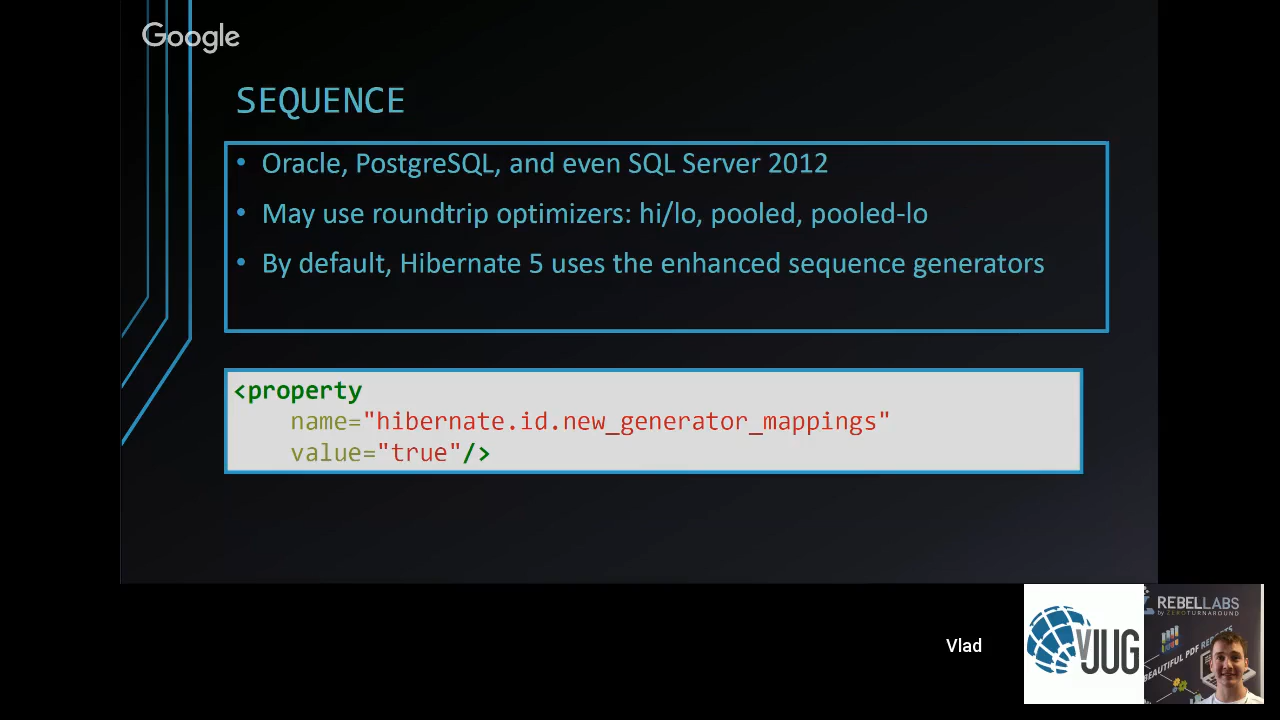 Google
SEQUENCE
• Oracle, PostgreSQL, and even SQL Server 2012
• May use roundtrip optimizers: hi/lo, pooled, pooled-lo
• By default, Hibernate 5 uses the enhanced sequence generators
<property
name="hibernate.id.new_generator_mappings"
value="true"/>
Vlad
vJUG
REBELLABS
by ZEROTURNAROUND
BEAUTIFUL PDF REPORTS